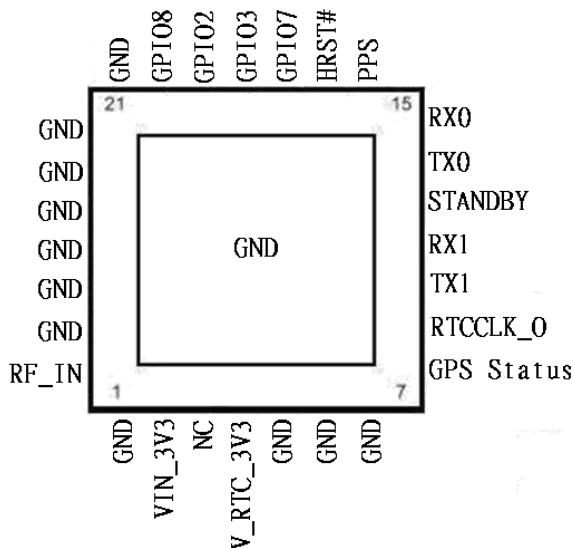 GND
GPIO8
GPIO2
GPIO3
GPIO7
HRST#
PPS
21
15
GND
GND
GND
GND
GND
GND
RF_IN
GND
RX0
TX0
STANDBY
RX1
TX1
RTCCLK_O
GPS Status
1
7
GND
VIN_3V3
NC
V_RTC_3V3
GND
GND
GND